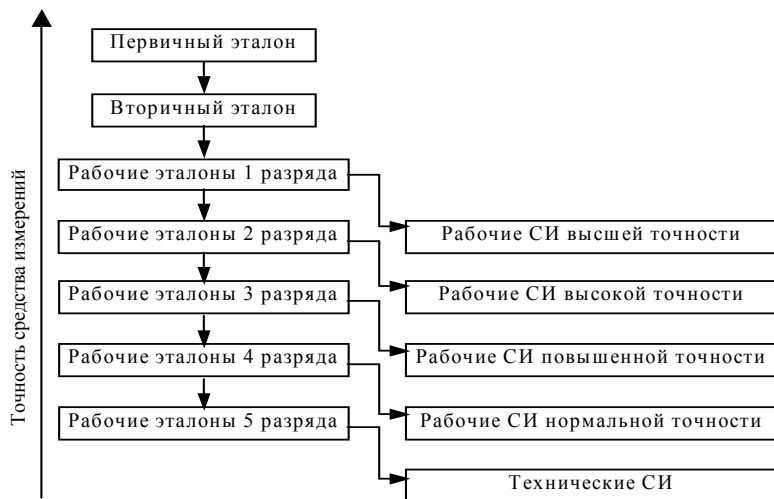 Первичный эталон
Вторичный эталон
Рабочие эталоны 1 разряда
Рабочие эталоны 2 разряда
Рабочие СИ высшей точности
Рабочие эталоны 3 разряда
Рабочие СИ высокой точности
Рабочие эталоны 4 разряда
Рабочие СИ повышенной точности
Рабочие эталоны 5 разряда
Рабочие СИ нормальной точности
Технические СИ
Точность средства измерений